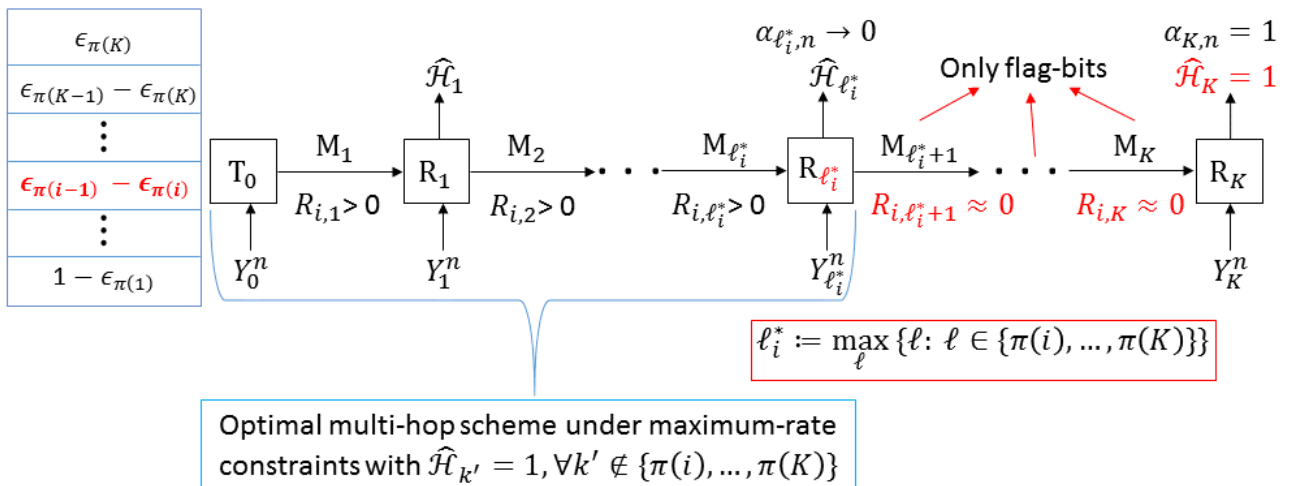 ϵ_{π(K)}
ϵ_{π(K−1)} − ϵ_{π(K)}
⋮
ϵ_{π(i−1)} − ϵ_{π(i)}
⋮
1 − ϵ_{π(1)}
α_{ℓ_i^*,n} → 0
α_{K,n} = 1
Ĥ_1
Ĥ_{ℓ_i^*}
Only flag-bits
Ĥ_K = 1
T_0
M_1
R_1
M_2
· · ·
M_{ℓ_i^*}
R_{ℓ_i^*}
M_{ℓ_i^*+1}
· · ·
M_K
R_K
R_{i,1} > 0
R_{i,2} > 0
R_{i,ℓ_i^*} > 0
R_{i,ℓ_i^*+1} ≈ 0
R_{i,K} ≈ 0
Y_0^n
Y_1^n
Y_{ℓ_i^*}^n
Y_K^n
ℓ_i^* ≔ max_ℓ {ℓ: ℓ ∈ {π(i), …, π(K)}}
Optimal multi-hop scheme under maximum-rate
constraints with Ĥ_{k′} = 1, ∀k′ ∉ {π(i), …, π(K)}